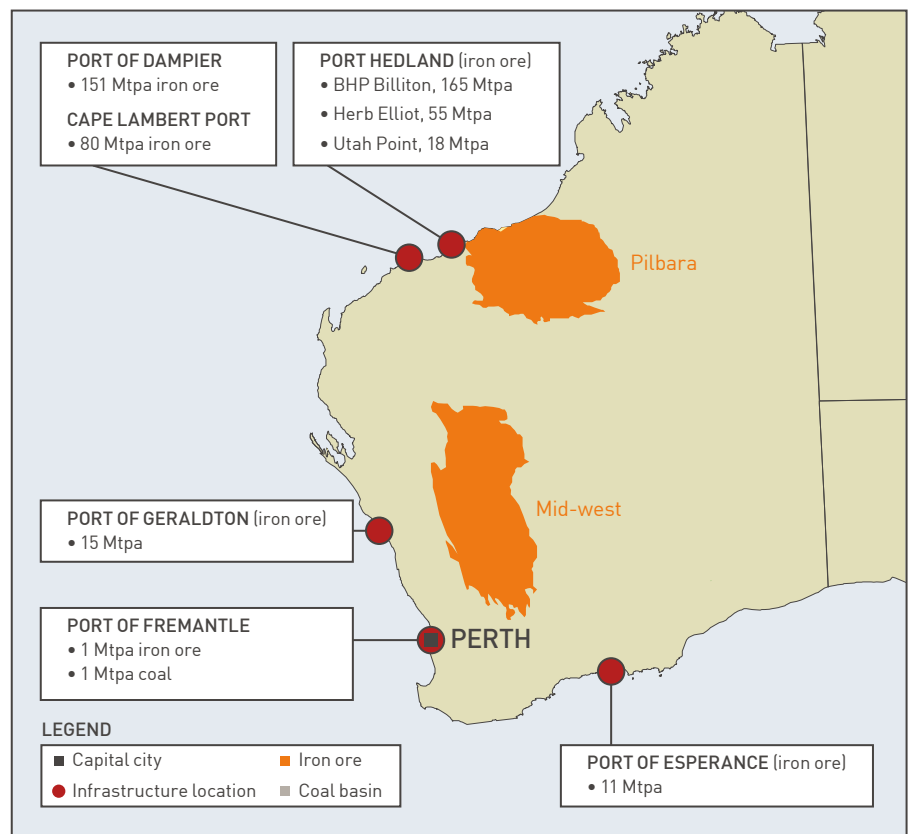 PORT OF DAMPIER
• 151 Mtpa iron ore
CAPE LAMBERT PORT
• 80 Mtpa iron ore
PORT HEDLAND (iron ore)
• BHP Billiton, 165 Mtpa
• Herb Elliot, 55 Mtpa
• Utah Point, 18 Mtpa
Pilbara
Mid-west
PORT OF GERALDTON (iron ore)
• 15 Mtpa
PORT OF FREMANTLE
• 1 Mtpa iron ore
• 1 Mtpa coal
PERTH
LEGEND
Capital city
Iron ore
Infrastructure location
Coal basin
PORT OF ESPERANCE (iron ore)
• 11 Mtpa